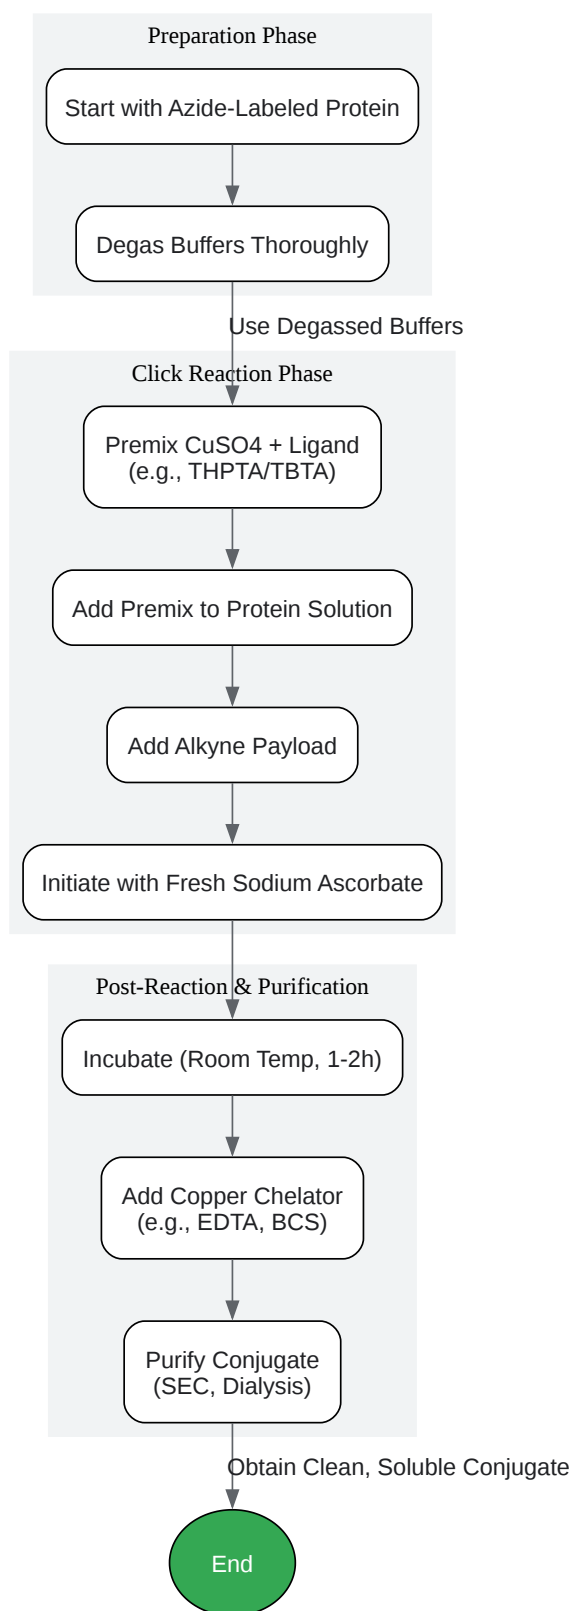 Preparation Phase
Start with Azide-Labeled Protein
Degas Buffers Thoroughly
Use Degassed Buffers
Click Reaction Phase
Premix CuSO4 + Ligand
(e.g., THPTA/TBTA)
Add Premix to Protein Solution
Add Alkyne Payload
Initiate with Fresh Sodium Ascorbate
Post-Reaction & Purification
Incubate (Room Temp, 1-2h)
Add Copper Chelator
(e.g., EDTA, BCS)
Purify Conjugate
(SEC, Dialysis)
Obtain Clean, Soluble Conjugate
End